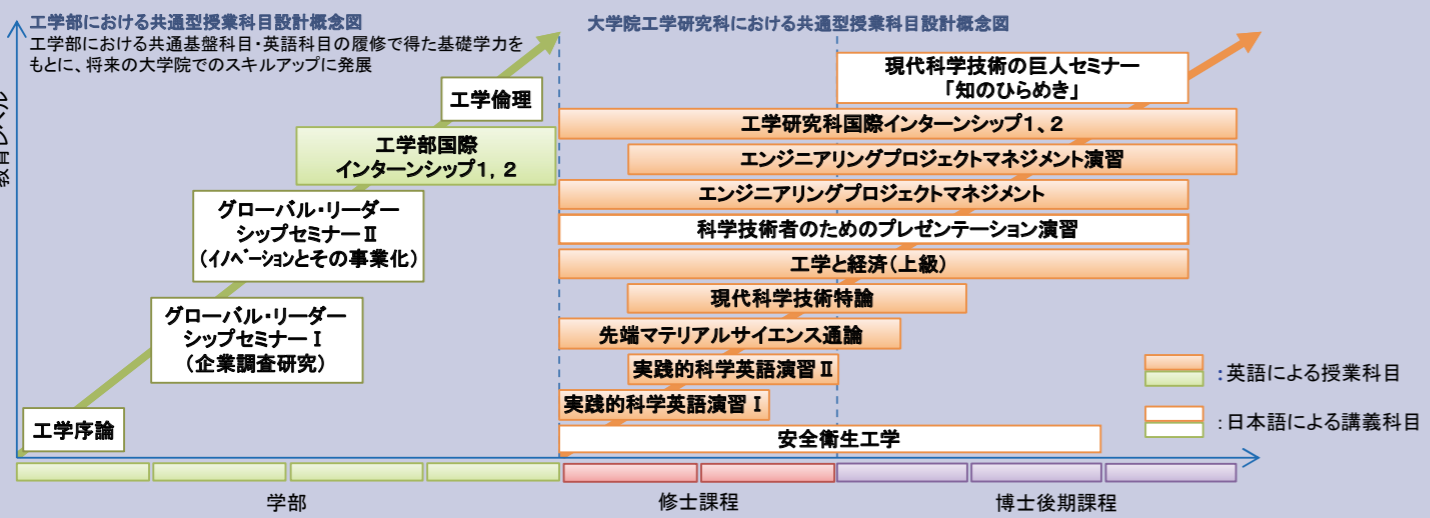 工学部における共通型授業科目設計概念図
工学部における共通基盤科目・英語科目の履修で得た基礎学力を
もとに、将来の大学院でのスキルアップに発展
教育レベル
工学倫理
工学部国際
インターンシップ1,2
グローバル・リーダー
シップセミナーⅡ
(イノベーションとその事業化)
グローバル・リーダー
シップセミナーⅠ
(企業調査研究)
工学序論
大学院工学研究科における共通型授業科目設計概念図
現代科学技術の巨人セミナー
「知のひらめき」
工学研究科国際インターンシップ1、2
エンジニアリングプロジェクトマネジメント演習
エンジニアリングプロジェクトマネジメント
科学技術者のためのプレゼンテーション演習
工学と経済(上級)
現代科学技術特論
先端マテリアルサイエンス通論
実践的科学英語演習Ⅱ
実践的科学英語演習Ⅰ
安全衛生工学
:英語による授業科目
:日本語による講義科目
学部
修士課程
博士後期課程